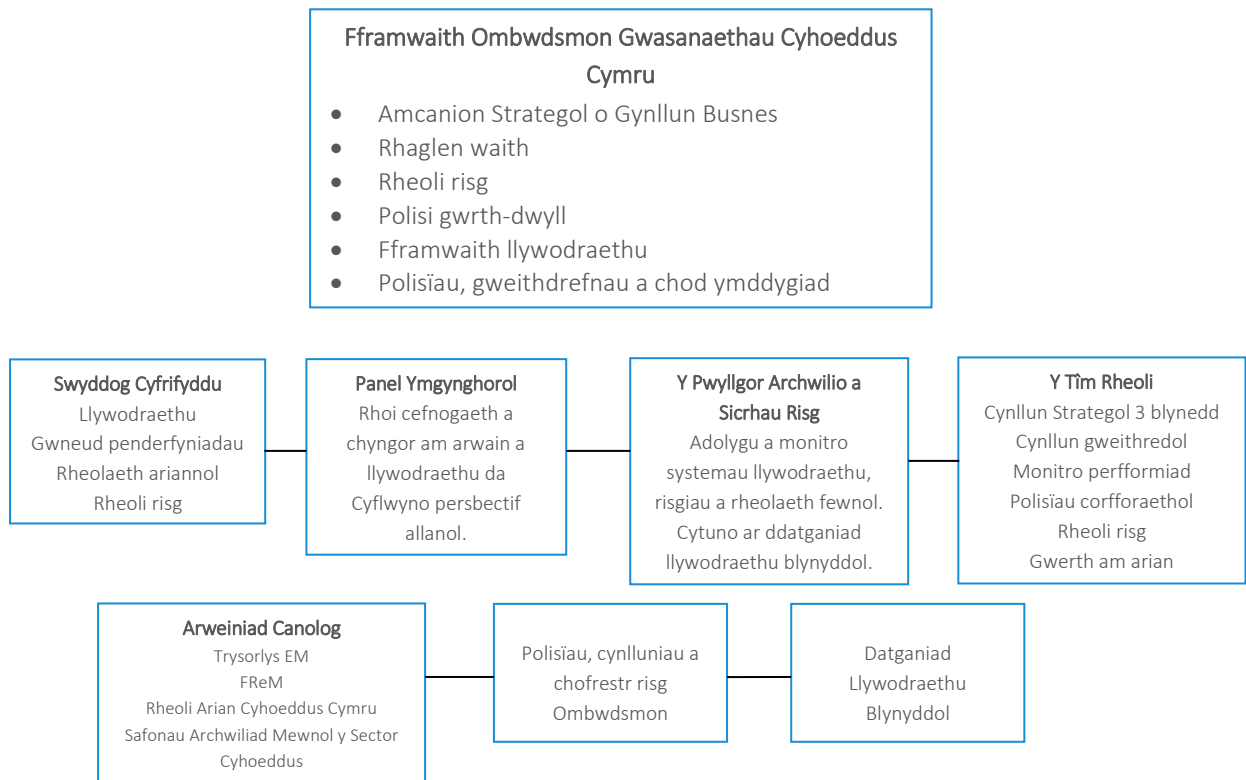 Fframwaith Ombwdsmon Gwasanaethau Cyhoeddus
Cymru
• Amcanion Strategol o Gynllun Busnes
• Rhaglen waith
• Rheoli risg
• Polisi gwrth-dwyll
• Fframwaith llywodraethu
• Polisïau, gweithdrefnau a chod ymddygiad
Swyddog Cyfrifyddu
Llywodraethu
Gwneud penderfyniadau
Rheolaeth ariannol
Rheoli risg
Panel Ymgynghorol
Rhoi cefnogaeth a
chyngor am arwain a
llywodraethu da
Cyflwyno persbectif
allanol.
Y Pwyllgor Archwilio a
Sicrhau Risg
Adolygu a monitro
systemau llywodraethu,
risgiau a rheolaeth fewnol.
Cytuno ar ddatganiad
llywodraethu blynyddol.
Y Tîm Rheoli
Cynllun Strategol 3 blynedd
Cynllun gweithredol
Monitro perfformiad
Polisïau corfforaethol
Rheoli risg
Gwerth am arian
Arweiniad Canolog
Trysorlys EM
FReM
Rheoli Arian Cyhoeddus Cymru
Safonau Archwiliad Mewnol y Sector
Cyhoeddus
Polisïau, cynlluniau a
chofrestr risg
Ombwdsmon
Datganiad
Llywodraethu
Blynyddol